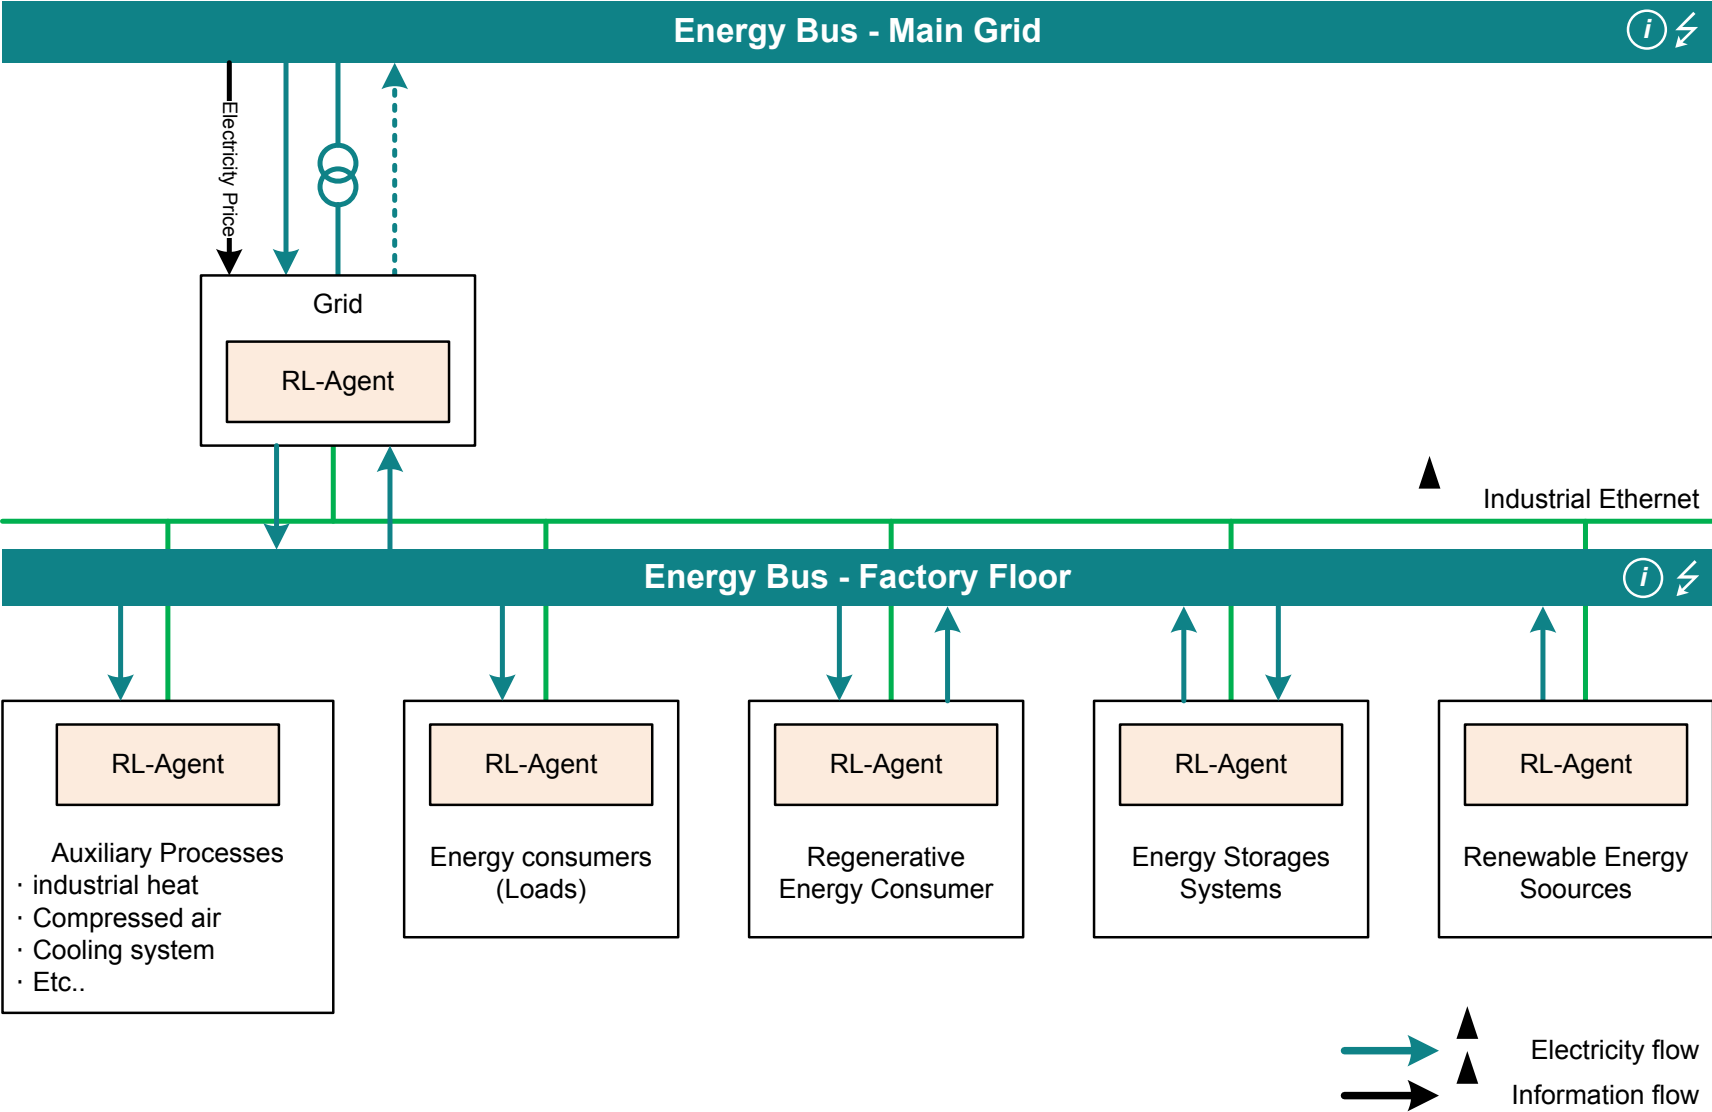 Energy Bus - Main Grid
i
Electricity Price
Grid
RL-Agent
Industrial Ethernet
Energy Bus - Factory Floor
i
RL-Agent
Auxiliary Processes
· industrial heat
· Compressed air
· Cooling system
· Etc..
RL-Agent
Energy consumers
(Loads)
RL-Agent
Regenerative
Energy Consumer
RL-Agent
Energy Storages
Systems
RL-Agent
Renewable Energy
Soources
Electricity flow
Information flow